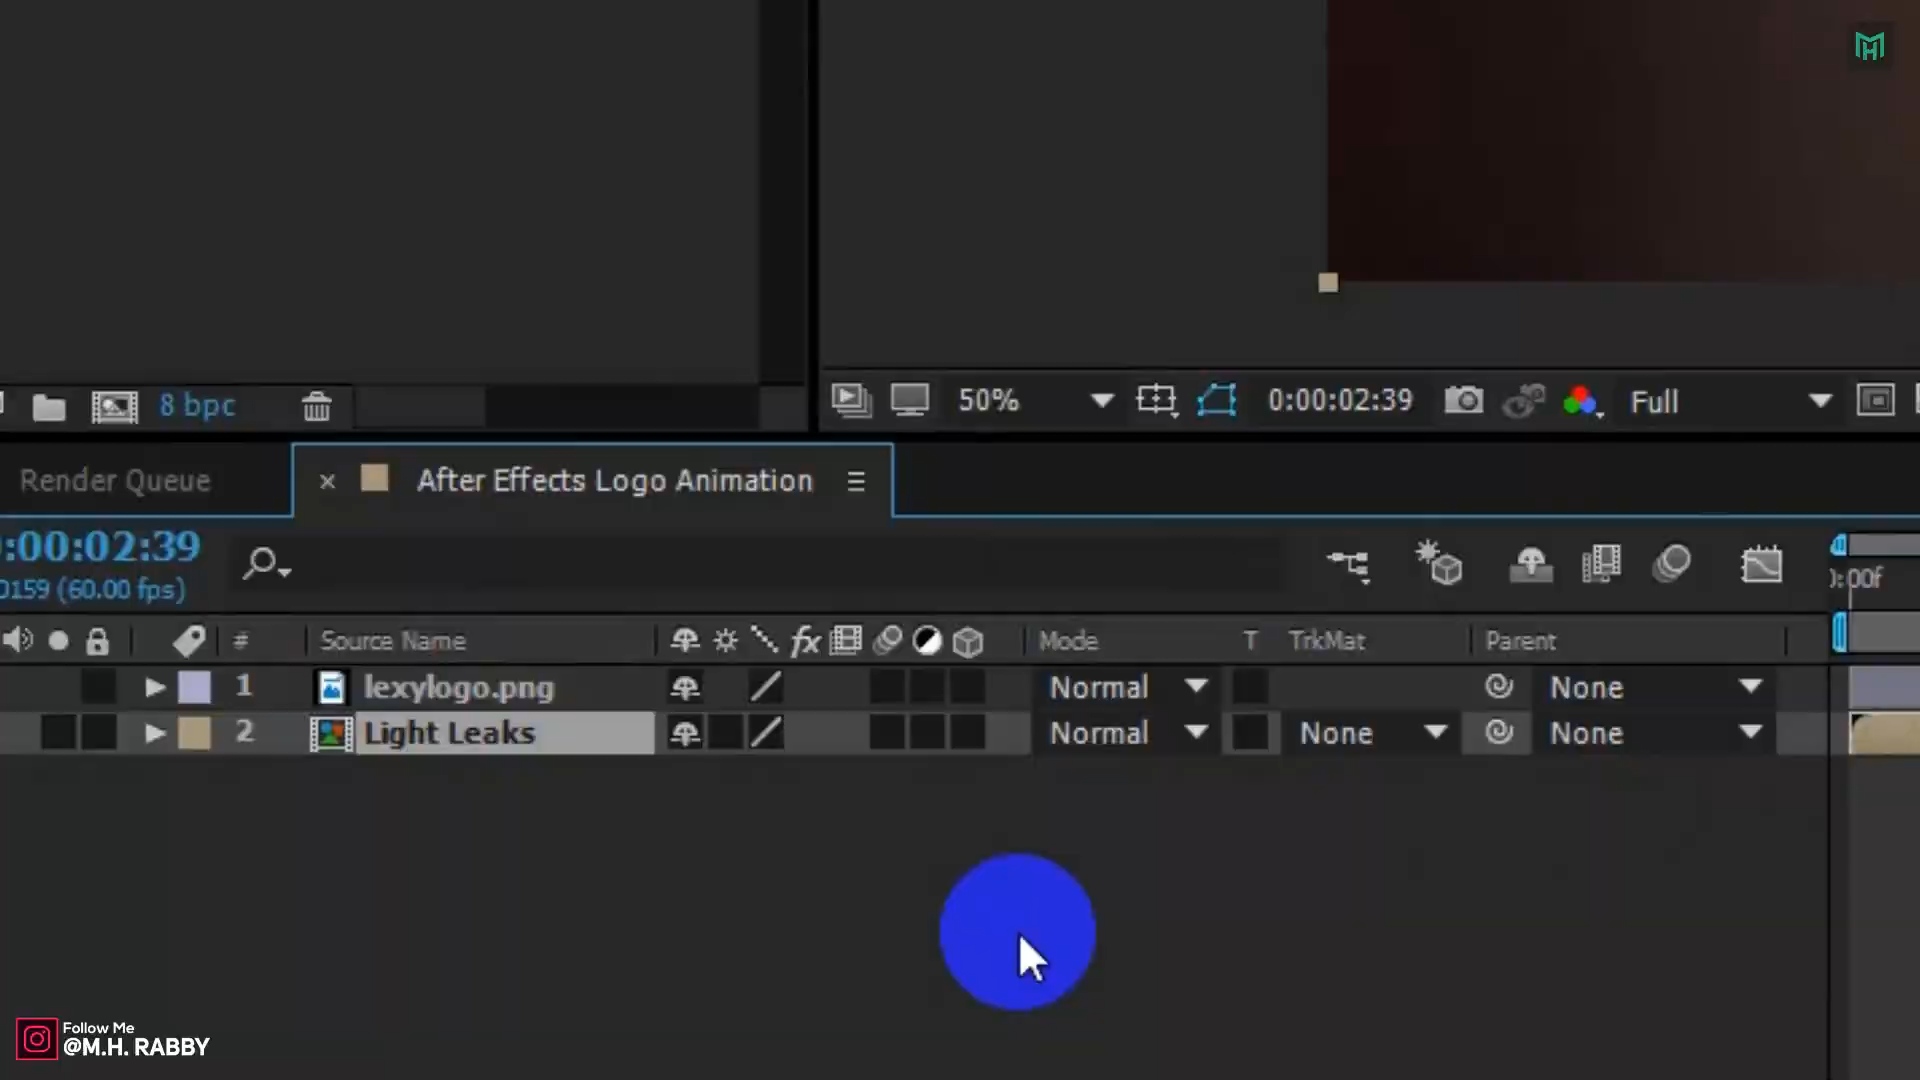 8 bpc
50%
0:00:02:39
Full
Render Queue
After Effects Logo Animation
:00:02:39
0159 (60.00 fps)
:00f
#
Source Name
fx
Mode
T
TrkMat
Parent
1
lexylogo.png
Normal
None
2
Light Leaks
Normal
None
None
Follow Me
@M.H. RABBY